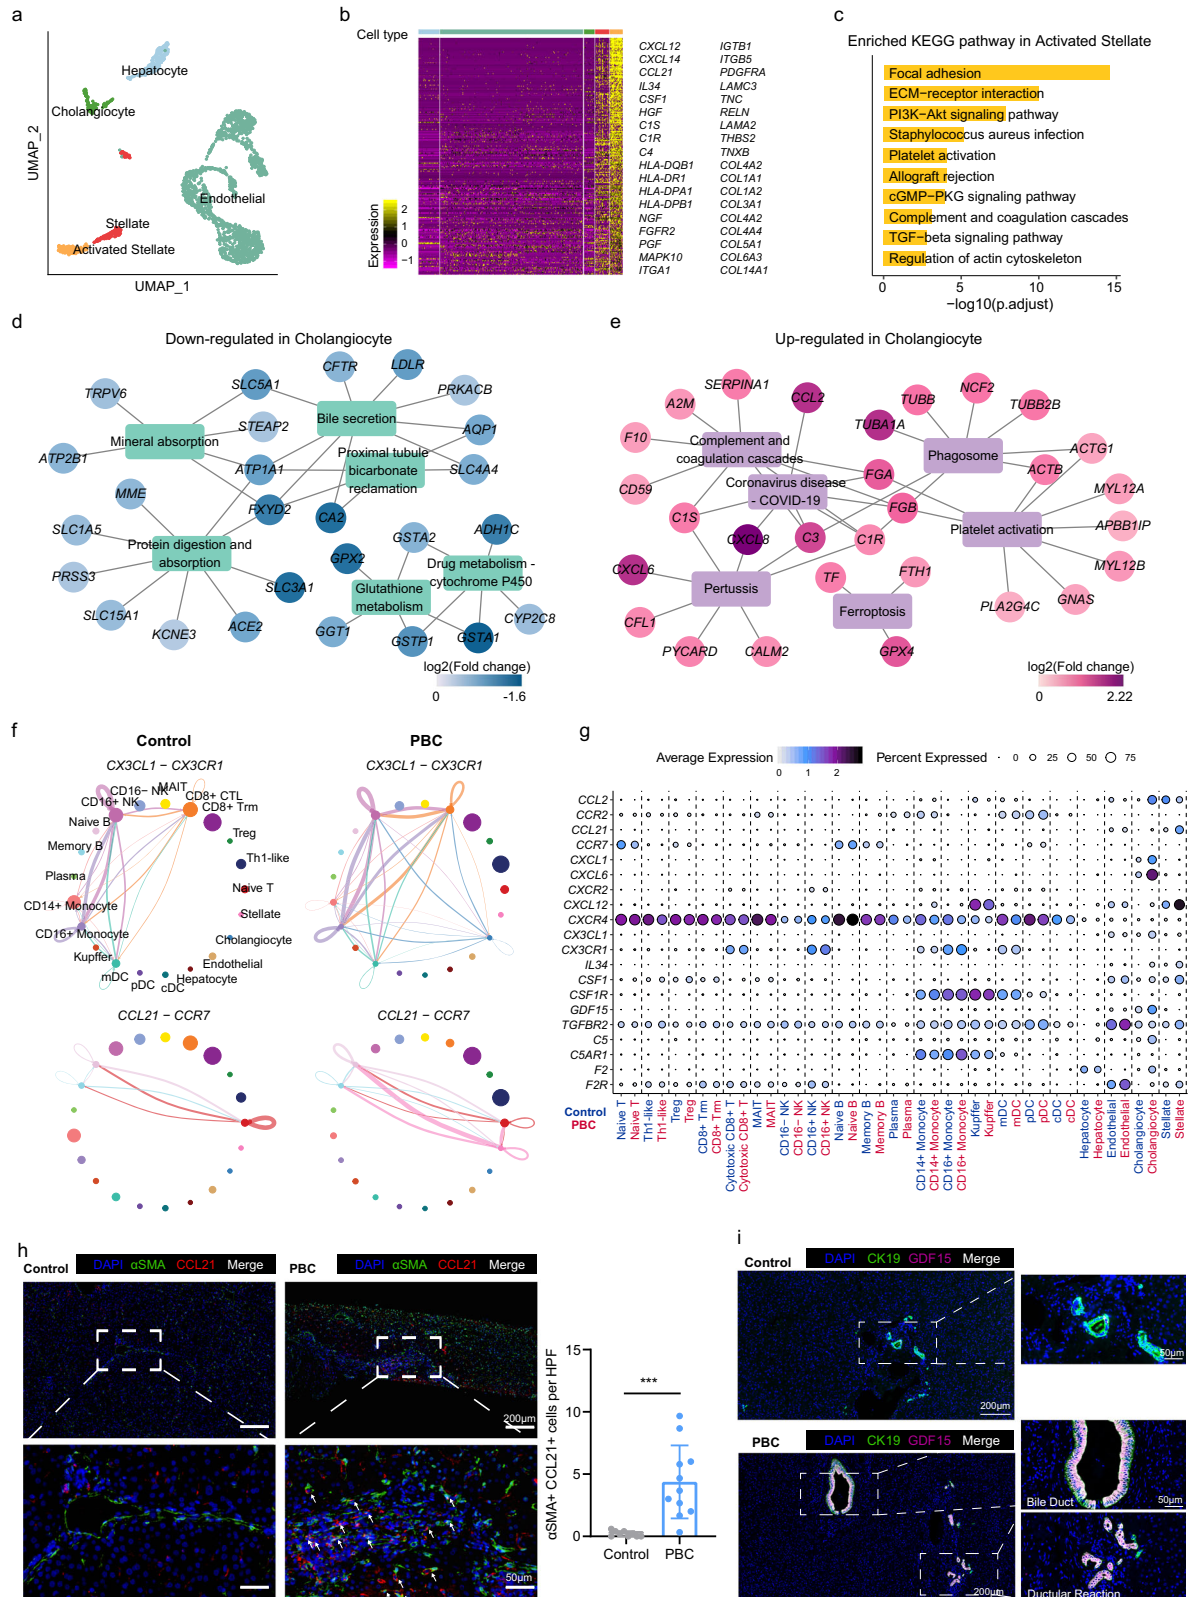 a
UMAP_2
UMAP_1
Hepatocyte
Cholangiocyte
Endothelial
Stellate
Activated Stellate
b
Cell type
Expression
2
1
0
−1
CXCL12 IGTB1
CXCL14 ITGB5
CCL21 PDGFRA
IL34 LAMC3
CSF1 TNC
HGF RELN
C1S LAMA2
C1R THBS2
C4 TNXB
HLA-DQB1 COL4A2
HLA-DR1 COL1A1
HLA-DPA1 COL1A2
HLA-DPB1 COL3A1
NGF COL4A2
FGFR2 COL4A4
PGF COL5A1
MAPK10 COL6A3
ITGA1 COL14A1
c
Enriched KEGG pathway in Activated Stellate
Focal adhesion
ECM−receptor interaction
PI3K−Akt signaling pathway
Staphylococcus aureus infection
Platelet activation
Allograft rejection
cGMP−PKG signaling pathway
Complement and coagulation cascades
TGF−beta signaling pathway
Regulation of actin cytoskeleton
0 5 10 15
−log10(p.adjust)
d
Down-regulated in Cholangiocyte
CFTR
LDLR
SLC5A1
PRKACB
TRPV6
STEAP2
Bile secretion
AQP1
Mineral absorption
Proximal tubule
bicarbonate
reclamation
ATP2B1
ATP1A1
SLC4A4
MME
FXYD2
CA2
SLC1A5
ADH1C
GSTA2
Protein digestion and
absorption
GPX2
Drug metabolism -
cytochrome P450
PRSS3
SLC3A1
Glutathione
metabolism
SLC15A1
KCNE3
ACE2
GGT1
GSTP1
GSTA1
CYP2C8
log2(Fold change)
0 -1.6
e
Up-regulated in Cholangiocyte
SERPINA1
CCL2
NCF2
TUBB
TUBB2B
A2M
TUBA1A
F10
Complement and
coagulation cascades
Phagosome
ACTG1
CD59
Coronavirus disease
- COVID-19
FGA
ACTB
MYL12A
C1S
FGB
CXCL8
C3
C1R
Platelet activation
APBB1IP
CXCL6
MYL12B
Pertussis
TF
FTH1
Ferroptosis
PLA2G4C
GNAS
CFL1
PYCARD
CALM2
GPX4
log2(Fold change)
0 2.22
f
Control
PBC
CX3CL1 − CX3CR1
CX3CL1 − CX3CR1
MAIT
CD16− NK
CD8+ CTL
CD16+ NK
CD8+ Trm
Naive B
Treg
Memory B
Th1-like
Plasma
Naive T
CD14+ Monocyte
Stellate
CD16+ Monocyte
Cholangiocyte
Kupffer
Endothelial
mDC
Hepatocyte
pDC
cDC
CCL21 − CCR7
CCL21 − CCR7
g
Average Expression
0 1 2
Percent Expressed
0 25 50 75
CCL2
CCR2
CCL21
CCR7
CXCL1
CXCL6
CXCR2
CXCL12
CXCR4
CX3CL1
CX3CR1
IL34
CSF1
CSF1R
GDF15
TGFBR2
C5
C5AR1
F2
F2R
Control
PBC
Naive T
Naive T
Th1-like
Th1-like
Treg
Treg
CD8+ Trm
CD8+ Trm
Cytotoxic CD8+ T
Cytotoxic CD8+ T
MAIT
MAIT
CD16- NK
CD16- NK
CD16+ NK
CD16+ NK
Naive B
Naive B
Memory B
Memory B
Plasma
Plasma
CD14+ Monocyte
CD14+ Monocyte
CD16+ Monocyte
CD16+ Monocyte
Kupffer
Kupffer
mDC
mDC
pDC
pDC
cDC
cDC
Hepatocyte
Hepatocyte
Endothelial
Endothelial
Cholangiocyte
Cholangiocyte
Stellate
Stellate
h
Control
DAPI αSMA CCL21 Merge
PBC
DAPI αSMA CCL21 Merge
200μm
50μm
αSMA+ CCL21+ cells per HPF
15
10
5
0
***
Control
PBC
i
Control
DAPI CK19 GDF15 Merge
200μm
50μm
PBC
DAPI CK19 GDF15 Merge
200μm
Bile Duct
50μm
Ductular Reaction